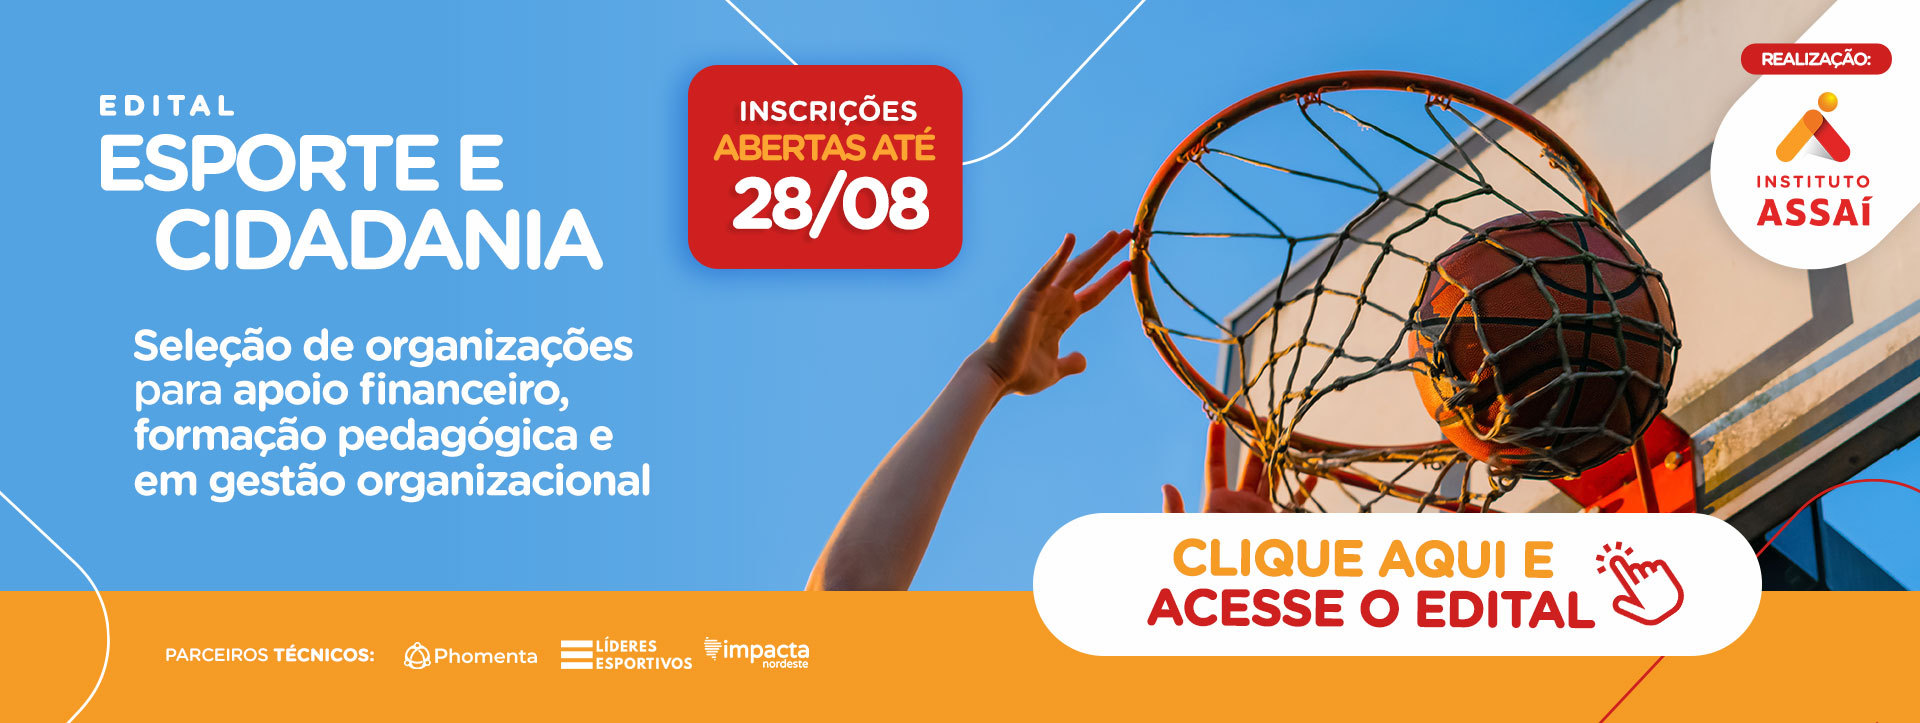 EDITAL
ESPORTE E
CIDADANIA
Seleção de organizações
para apoio financeiro,
formação pedagógica e
em gestão organizacional
INSCRIÇÕES
ABERTAS ATÉ
28/08
REALIZAÇÃO:
INSTITUTO
ASSAÍ
CLIQUE AQUI E
ACESSE O EDITAL
PARCEIROS TÉCNICOS:
Phomenta
LÍDERES
ESPORTIVOS
impacta
nordeste